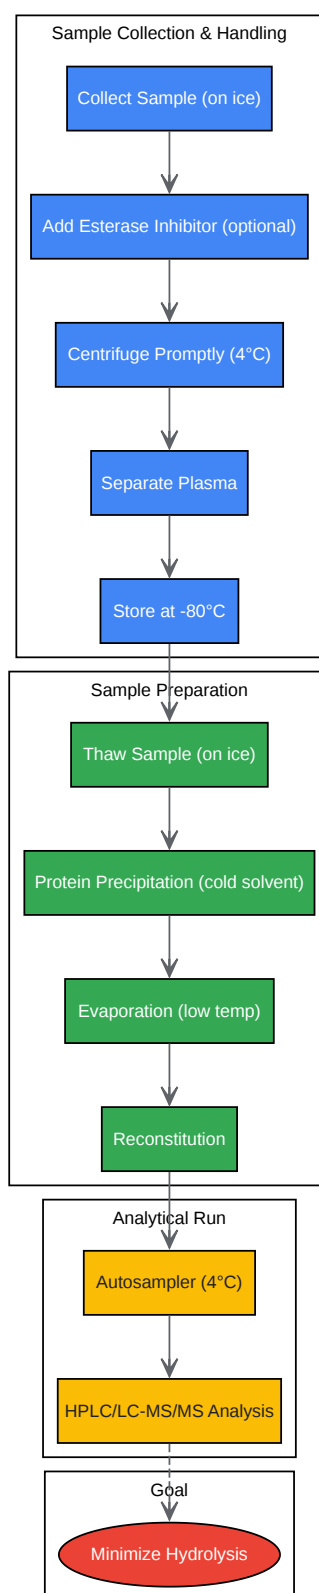 Sample Collection & Handling
Collect Sample (on ice)
Add Esterase Inhibitor (optional)
Centrifuge Promptly (4°C)
Separate Plasma
Store at -80°C
Sample Preparation
Thaw Sample (on ice)
Protein Precipitation (cold solvent)
Evaporation (low temp)
Reconstitution
Analytical Run
Autosampler (4°C)
HPLC/LC-MS/MS Analysis
Goal
Minimize Hydrolysis